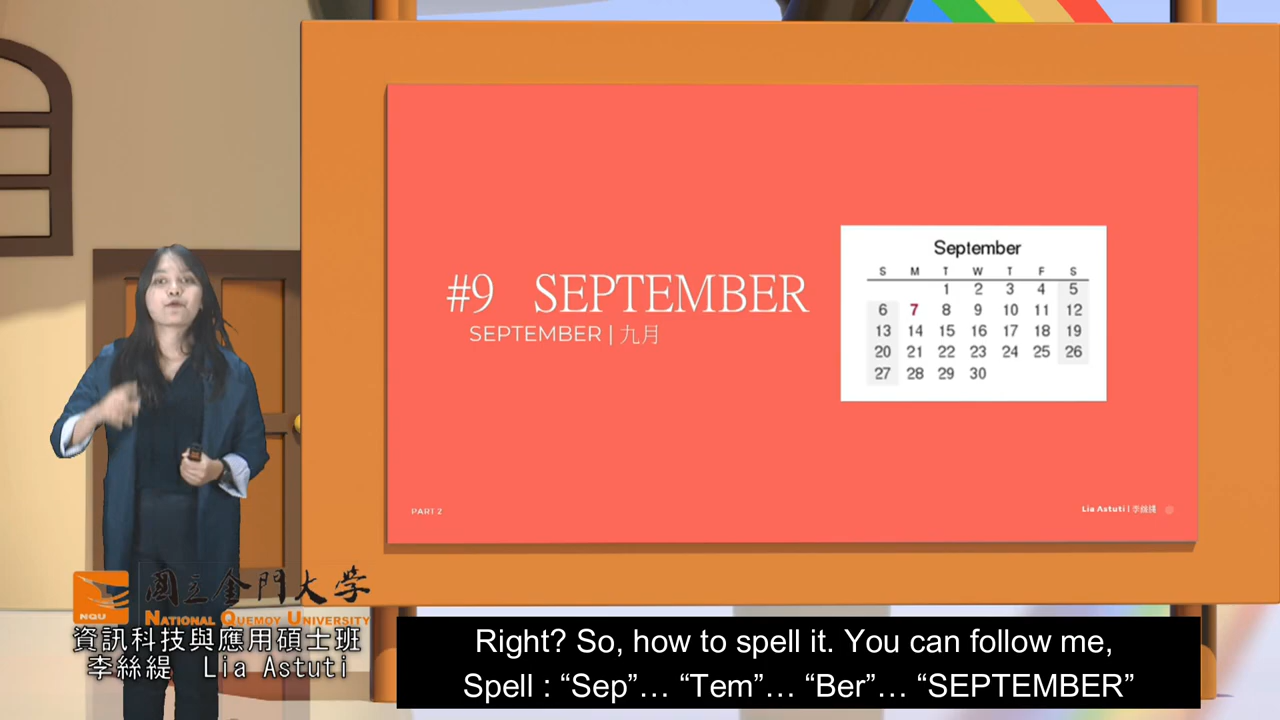 #9 SEPTEMBER
SEPTEMBER | 九月
September
S M T W T F S
1 2 3 4 5
6 7 8 9 10 11 12
13 14 15 16 17 18 19
20 21 22 23 24 25 26
27 28 29 30
PART 2
Lia Astuti | 李絲緹
NQU
國立金門大學
NATIONAL QUEMOY UNIVERSITY
資訊科技與應用碩士班
李絲緹 Lia Astuti
Right? So, how to spell it. You can follow me,
Spell : “Sep”… “Tem”… “Ber”… “SEPTEMBER”